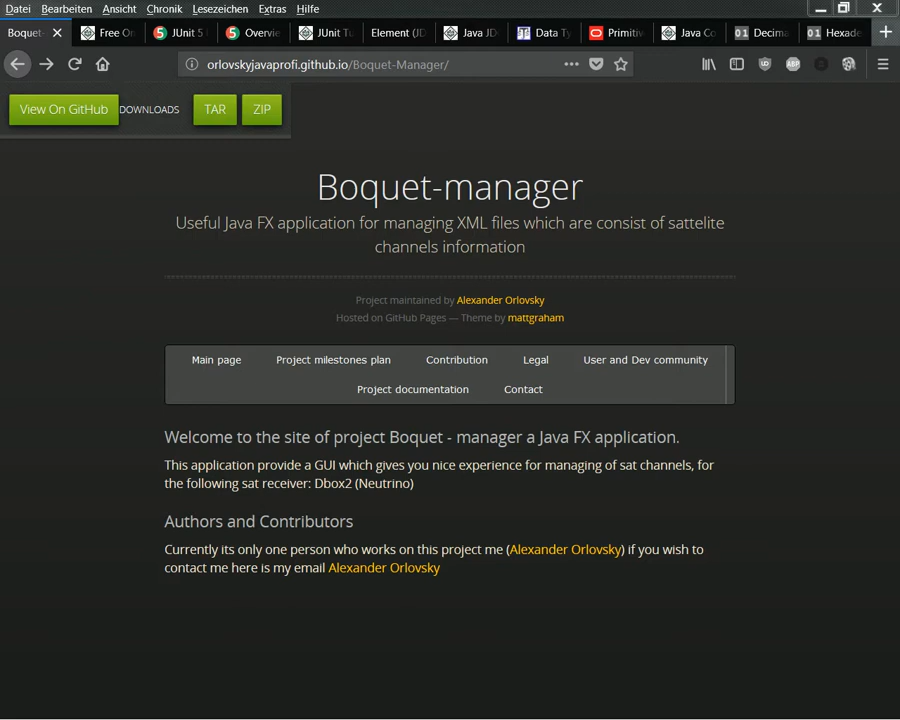 Datei Bearbeiten Ansicht Chronik Lesezeichen Extras Hilfe
Boquet- Free On JUnit 5 Overvie JUnit Tu Element (JD Java JDC Data Ty Primitiv Java Co Decima Hexade
orlovskyjavaprofi.github.io/Boquet-Manager/
View On GitHub DOWNLOADS TAR ZIP
Boquet-manager
Useful Java FX application for managing XML files which are consist of sattelite
channels information
Project maintained by Alexander Orlovsky
Hosted on GitHub Pages — Theme by mattgraham
Main page Project milestones plan Contribution Legal User and Dev community
Project documentation Contact
Welcome to the site of project Boquet - manager a Java FX application.
This application provide a GUI which gives you nice experience for managing of sat channels, for
the following sat receiver: Dbox2 (Neutrino)
Authors and Contributors
Currently its only one person who works on this project me (Alexander Orlovsky) if you wish to
contact me here is my email Alexander Orlovsky